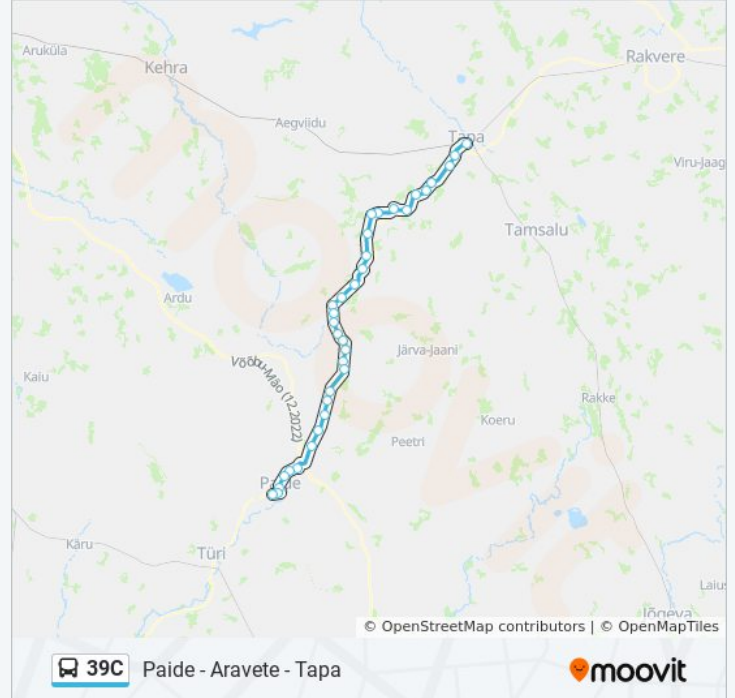 Aruküla
Kehra
Rakvere
Aegviidu
Tapa
Viru-Jaag
Tamsalu
Ardu
Võõbu-Mäo (12.2022)
Järva-Jaani
Kaiu
Rakke
Koeru
Peetri
Paide
Käru
Türi
Laius
Jõgeva
© OpenStreetMap contributors | © OpenMapTiles
39C Paide - Aravete - Tapa
moovit
moovit